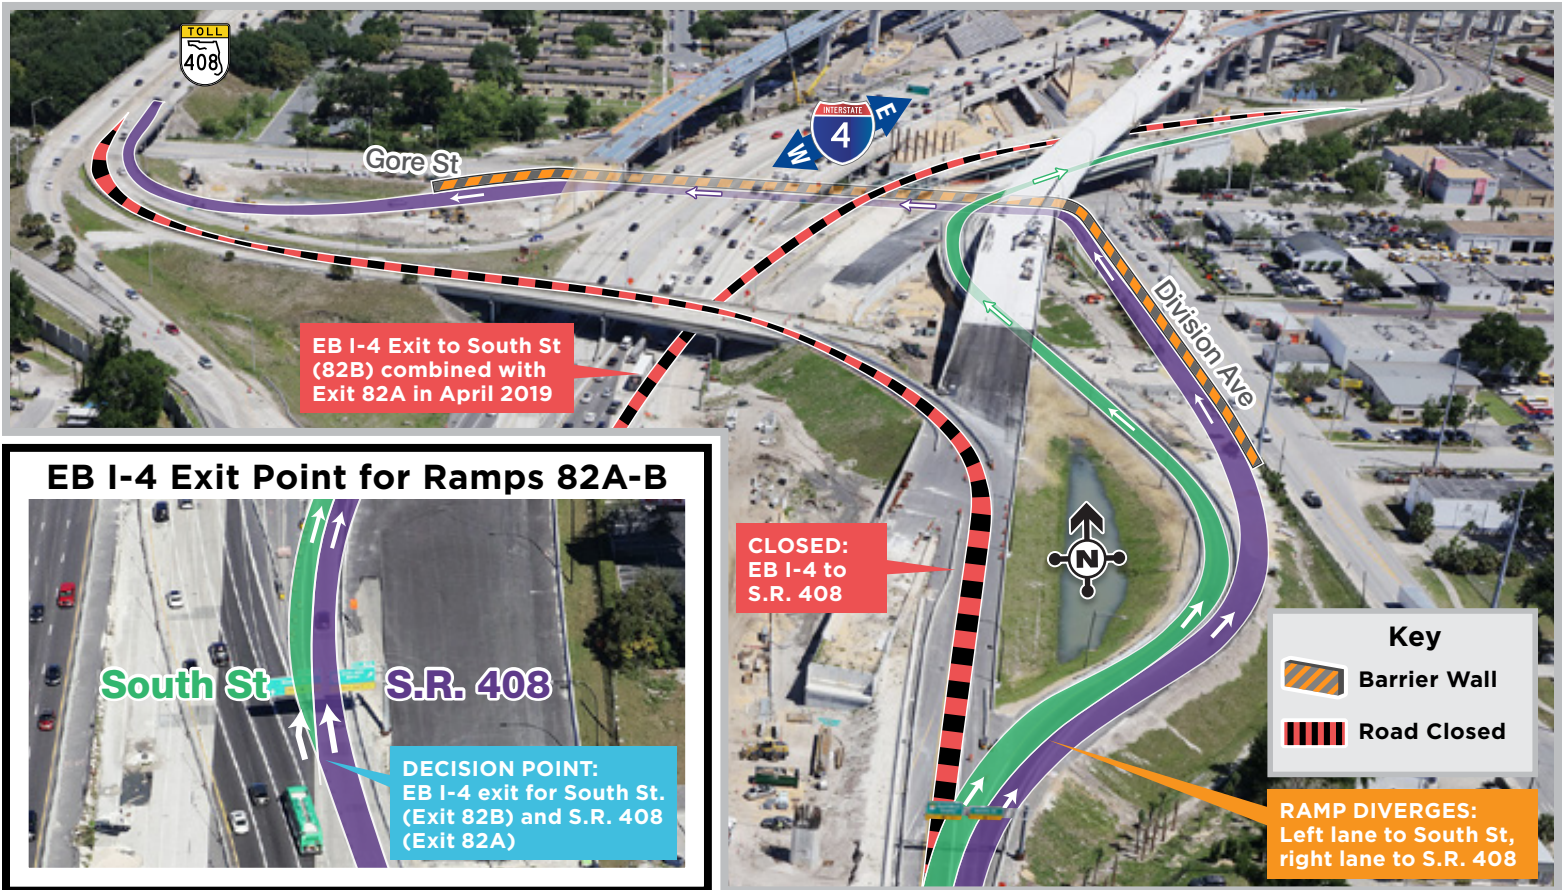 TOLL
408
INTERSTATE
4
E
W
Gore St
Division Ave
EB I-4 Exit to South St
(82B) combined with
Exit 82A in April 2019
EB I-4 Exit Point for Ramps 82A-B
South St
S.R. 408
DECISION POINT:
EB I-4 exit for South St.
(Exit 82B) and S.R. 408
(Exit 82A)
CLOSED:
EB I-4 to
S.R. 408
N
Key
Barrier Wall
Road Closed
RAMP DIVERGES:
Left lane to South St,
right lane to S.R. 408